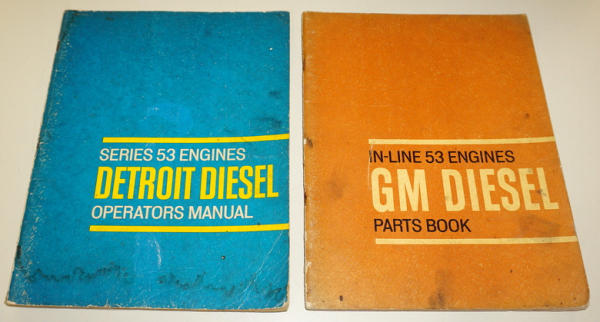 SERIES 53 ENGINES
DETROIT DIESEL
OPERATORS MANUAL
IN-LINE 53 ENGINES
GM DIESEL
PARTS BOOK